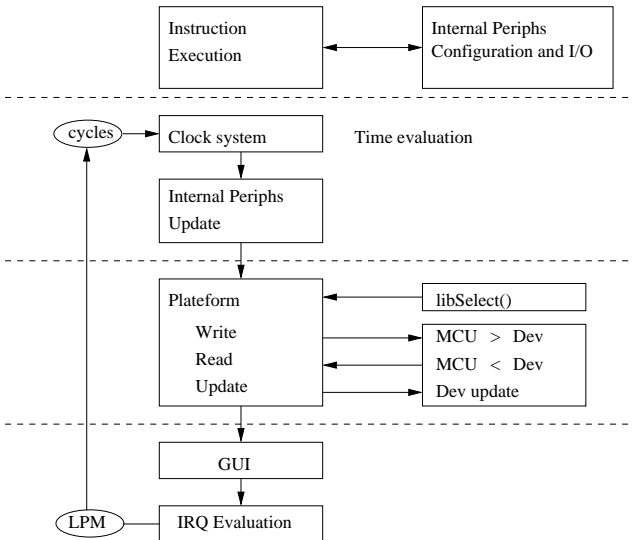 Instruction
Execution
Internal Periphs
Configuration and I/O
cycles
Clock system
Time evaluation
Internal Periphs
Update
Plateform
libSelect()
Write
MCU > Dev
Read
MCU < Dev
Update
Dev update
GUI
LPM
IRQ Evaluation